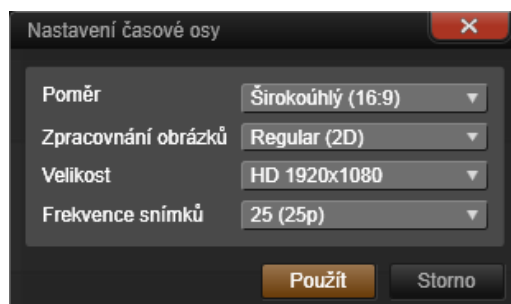 Nastavení časové osy
Poměr Širokoúhlý (16:9)
Zpracovnání obrázků Regular (2D)
Velikost HD 1920x1080
Frekvence snímků 25 (25p)
Použít Storno